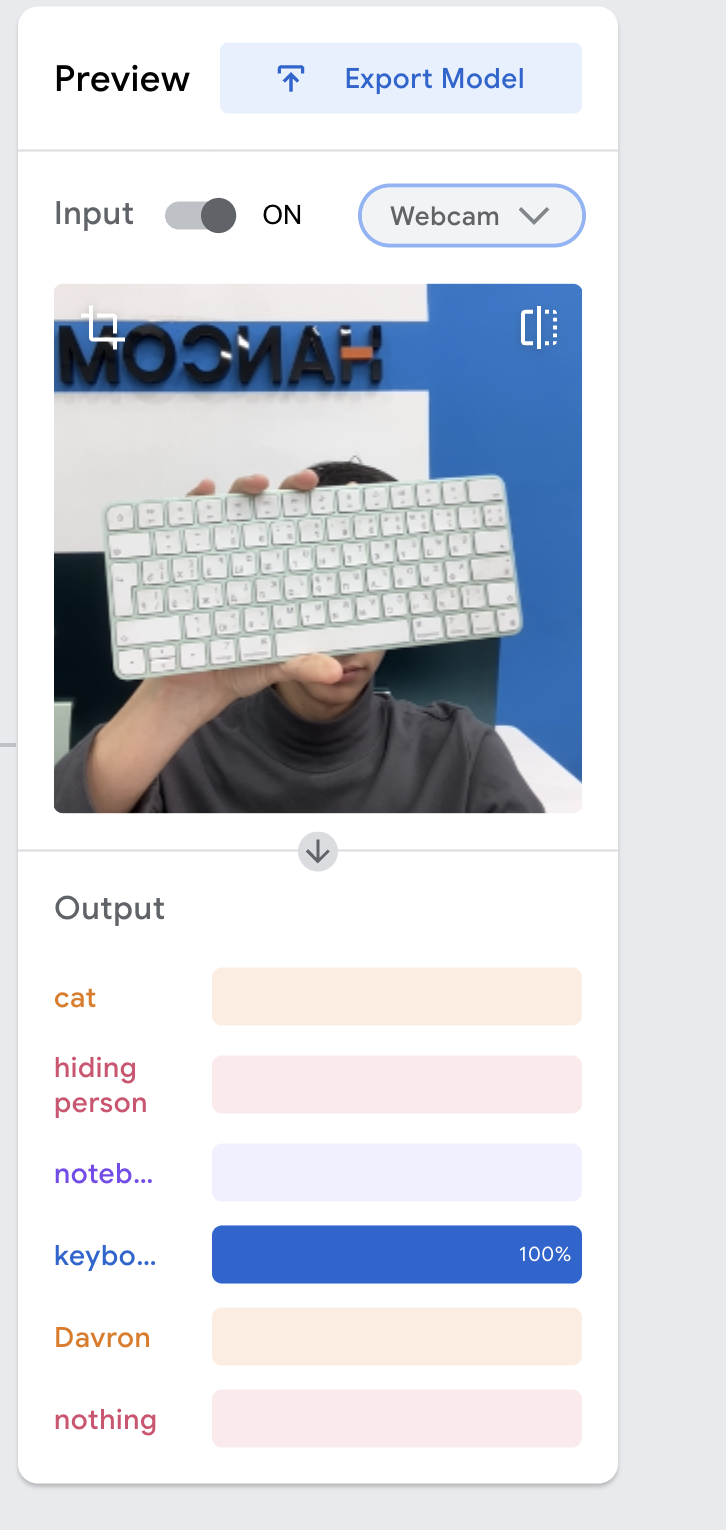 Preview
Export Model
Input
ON
Webcam
HANCOM
Output
cat
hiding
person
noteb...
keybo...
100%
Davron
nothing